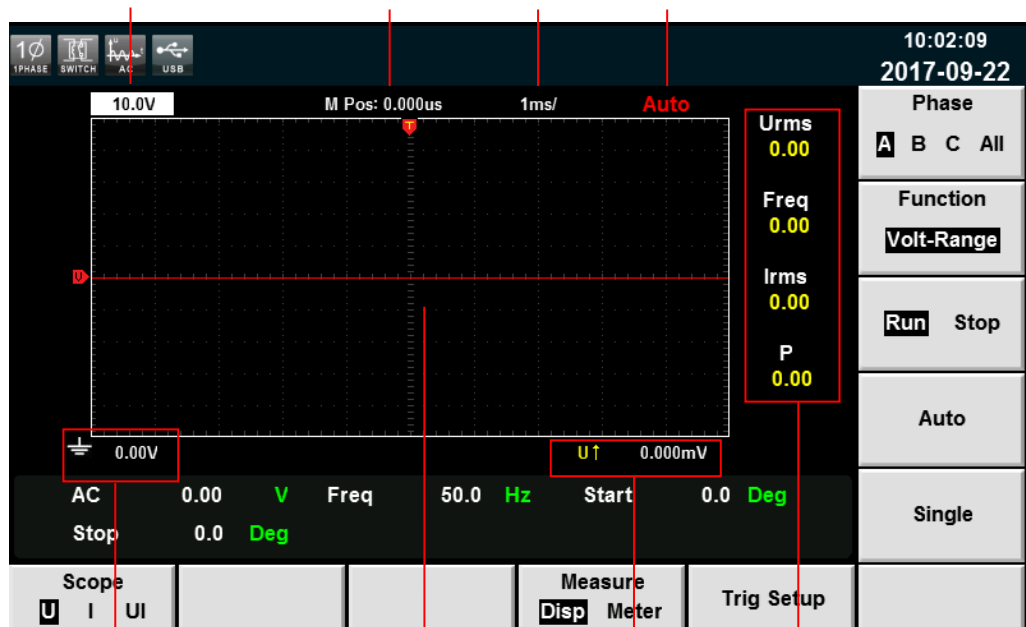 10:02:09
1Ø
1PHASE SWITCH AC USB
2017-09-22
10.0V M Pos: 0.000us 1ms/ Auto
Phase
T
Urms
A B C All
0.00
Freq
Function
0.00
Volt-Range
U
Irms
0.00
Run Stop
P
0.00
Auto
0.00V U↑ 0.000mV
AC 0.00 V Freq 50.0 Hz Start 0.0 Deg
Single
Stop 0.0 Deg
Scope Measure
U I UI Disp Meter Trig Setup